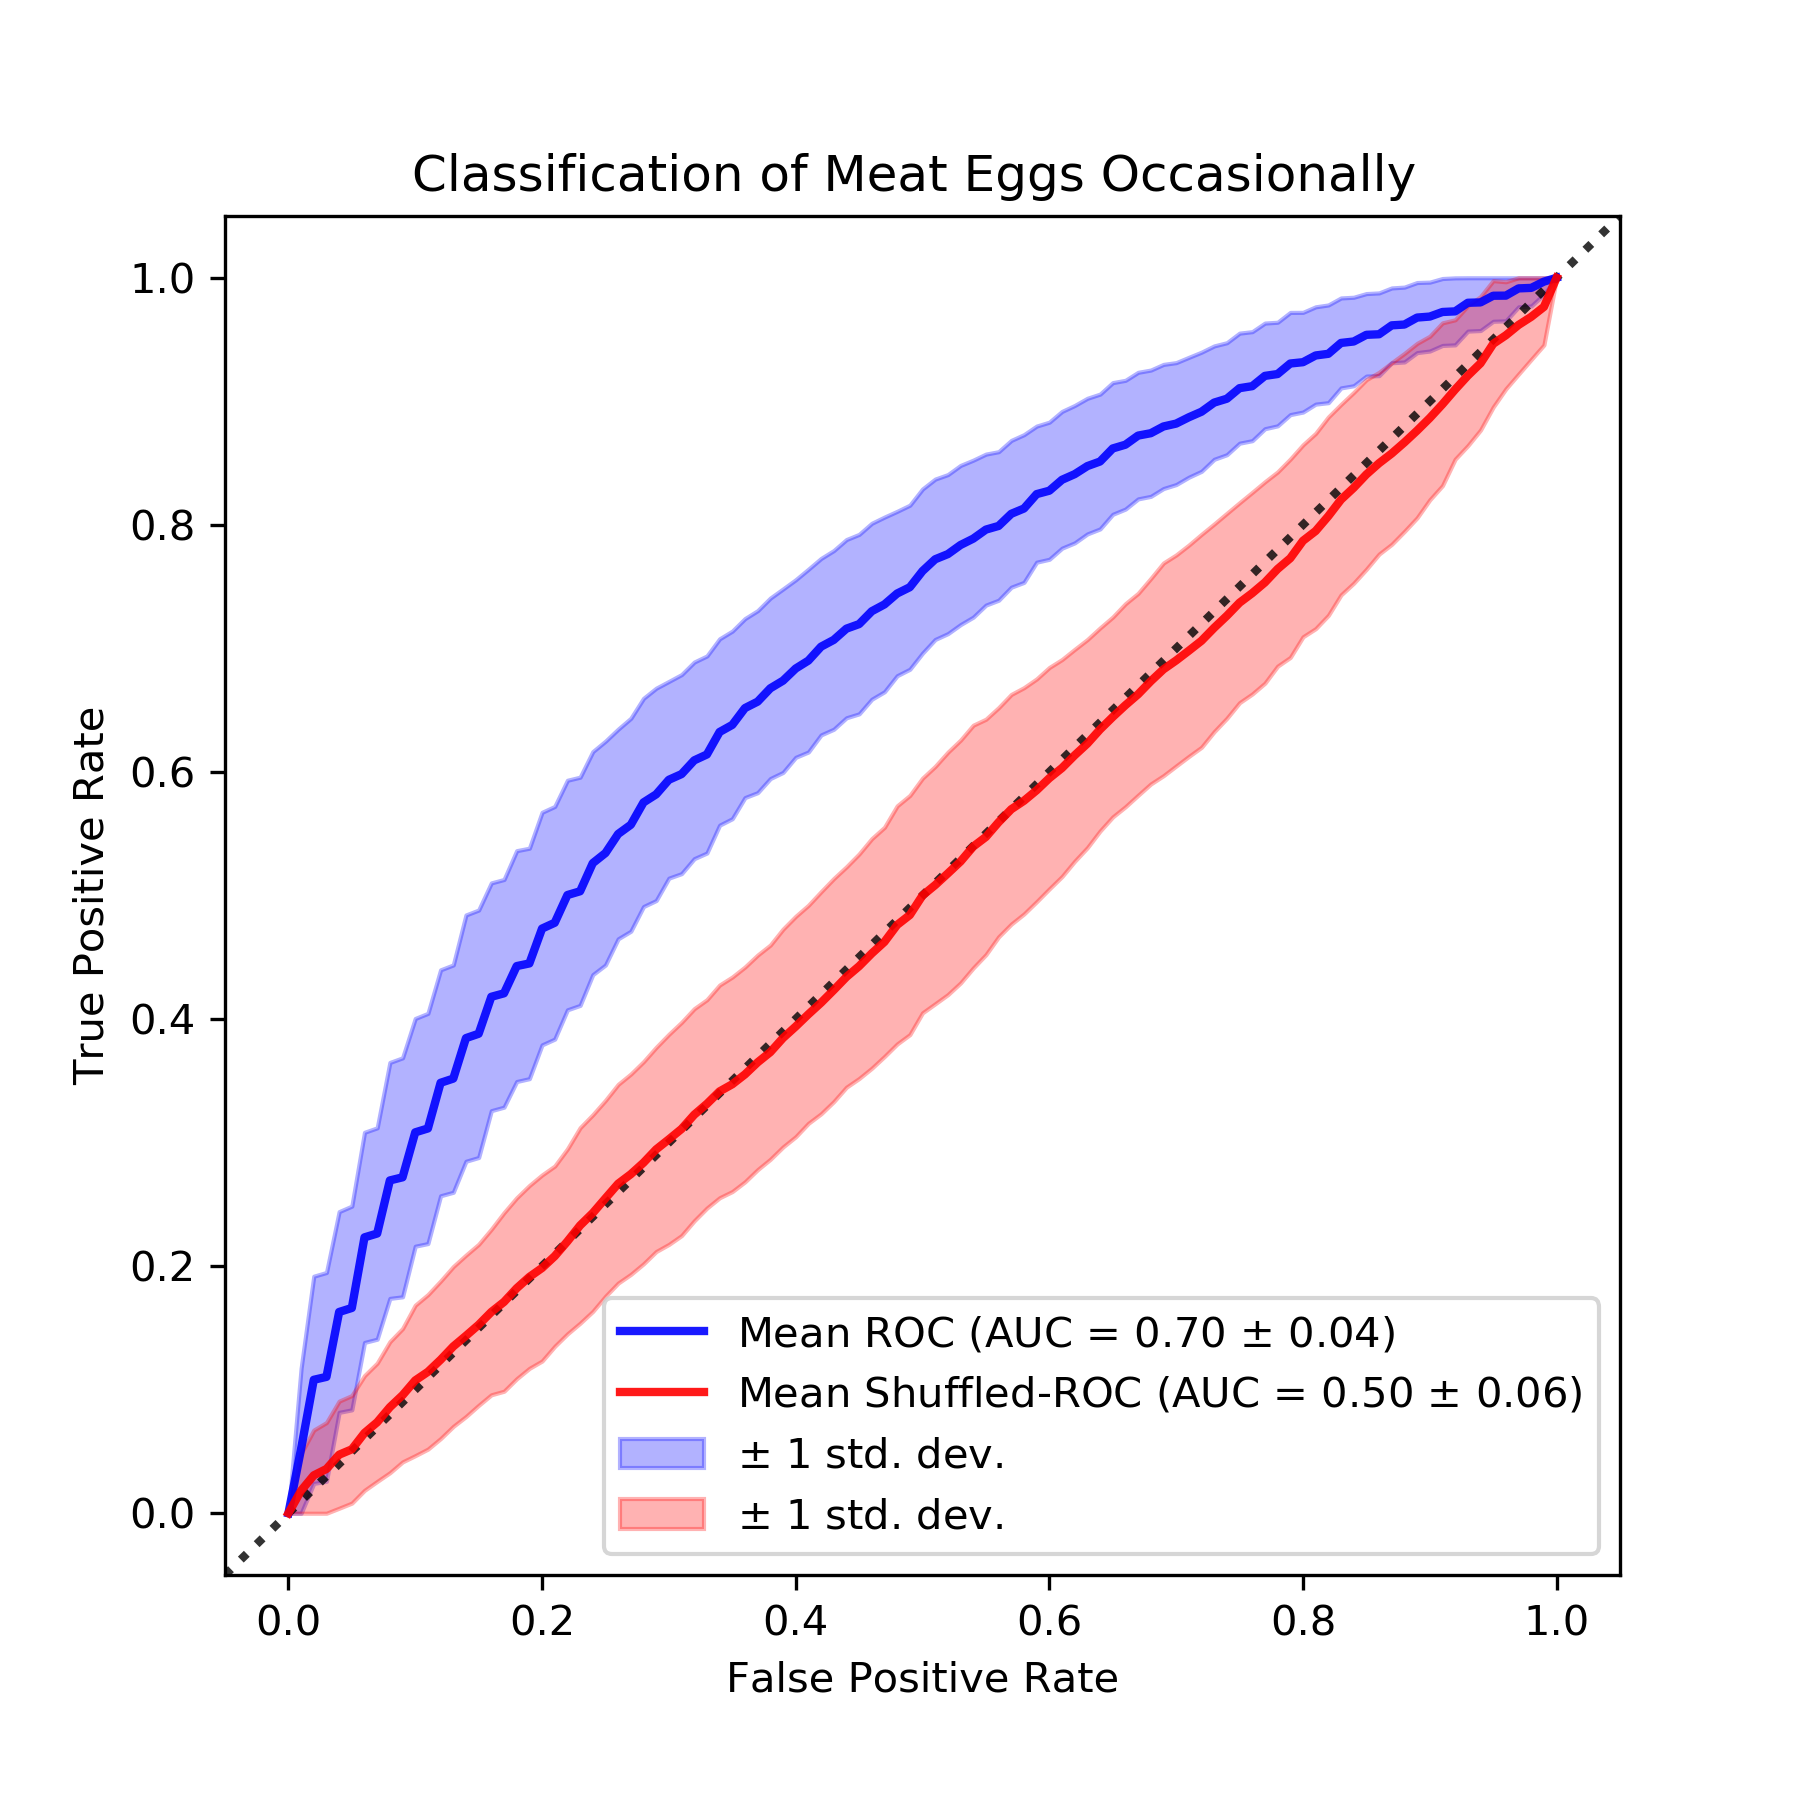 Classification of Meat Eggs Occasionally
1.0
0.8
0.6
0.4
0.2
0.0
True Positive Rate
Mean ROC (AUC = 0.70 ± 0.04)
Mean Shuffled-ROC (AUC = 0.50 ± 0.06)
± 1 std. dev.
± 1 std. dev.
0.0 0.2 0.4 0.6 0.8 1.0
False Positive Rate